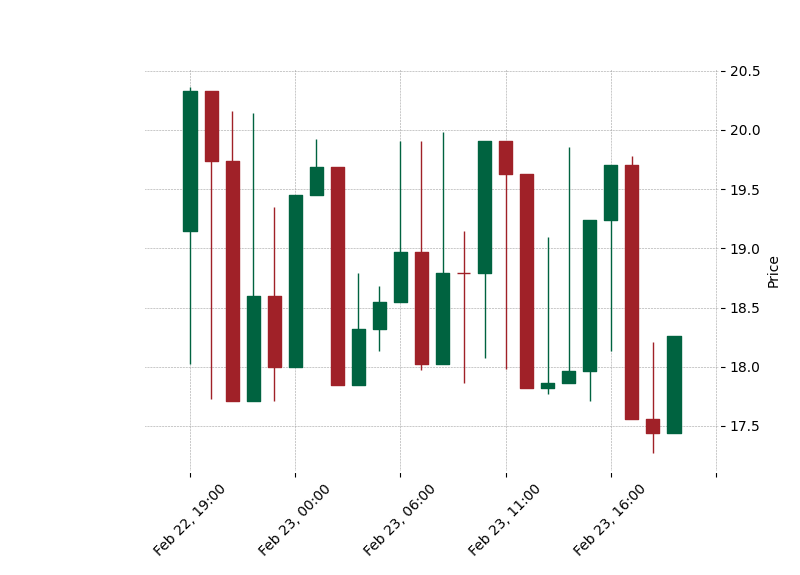 20.5
20.0
19.5
19.0
18.5
18.0
17.5
Price
Feb 22, 19:00
Feb 23, 00:00
Feb 23, 06:00
Feb 23, 11:00
Feb 23, 16:00